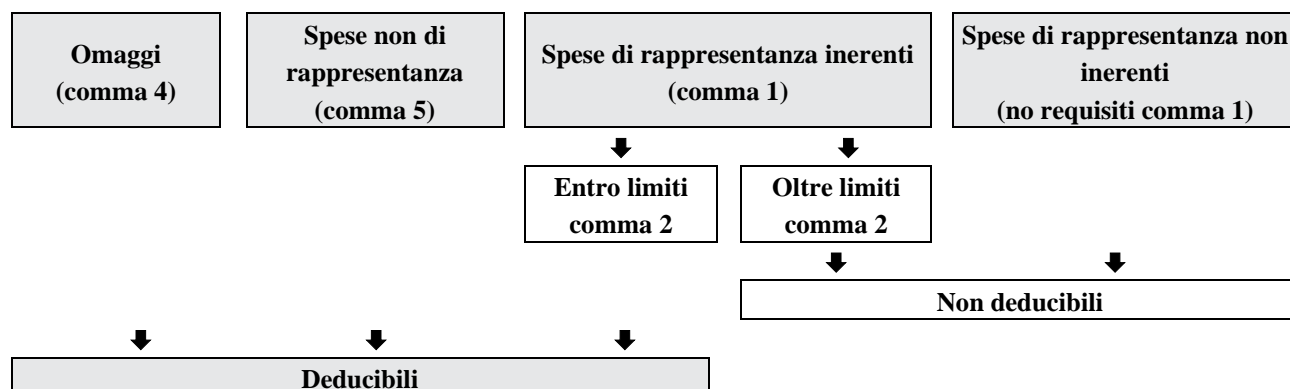 Omaggi
(comma 4)
Spese non di
rappresentanza
(comma 5)
Spese di rappresentanza inerenti
(comma 1)
Spese di rappresentanza non
inerenti
(no requisiti comma 1)
Entro limiti
comma 2
Oltre limiti
comma 2
Non deducibili
Deducibili